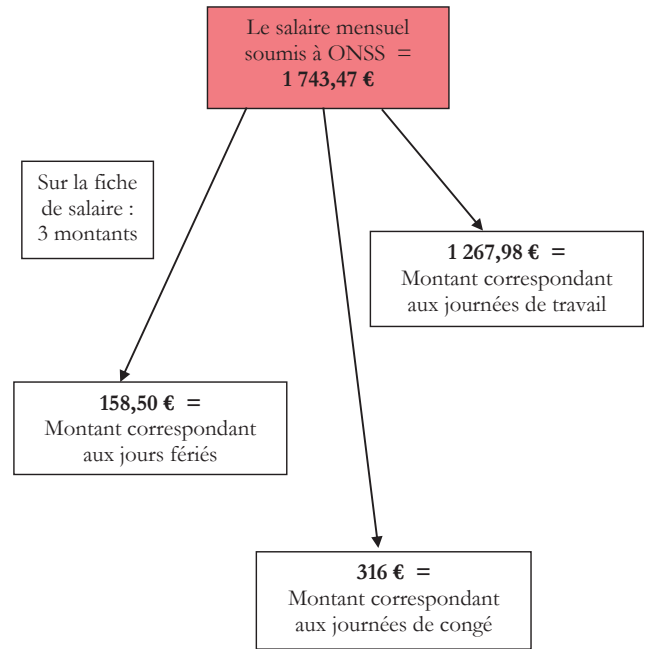 Le salaire mensuel
soumis à ONSS =
1 743,47 €
Sur la fiche
de salaire :
3 montants
1 267,98 € =
Montant correspondant
aux journées de travail
158,50 € =
Montant correspondant
aux jours fériés
316 € =
Montant correspondant
aux journées de congé